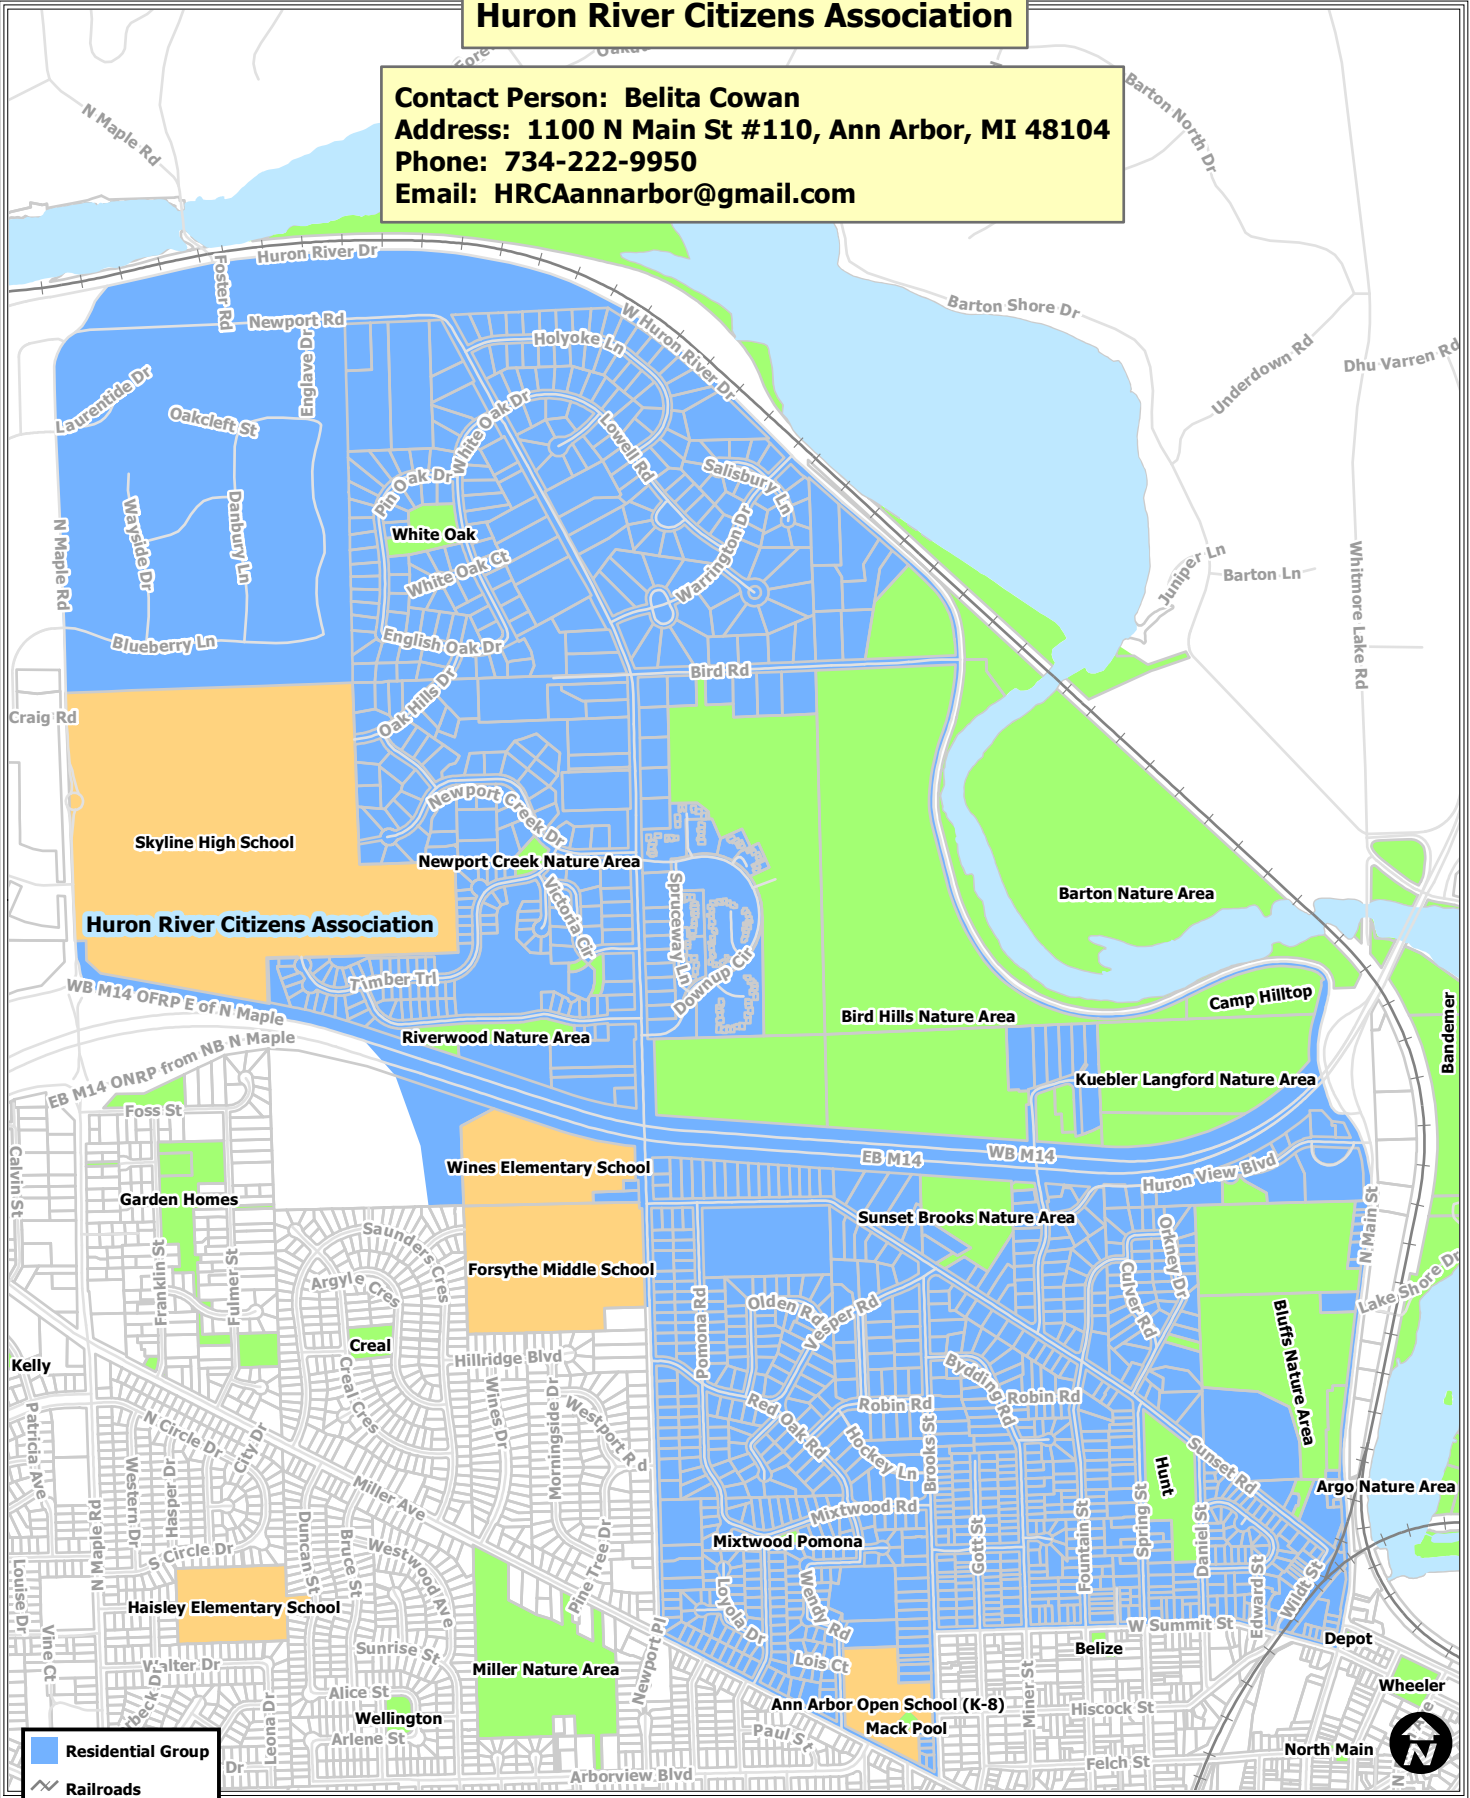 Huron River Citizens Association
Contact Person: Belita Cowan
Address: 1100 N Main St #110, Ann Arbor, MI 48104
Phone: 734-222-9950
Email: HRCAannarbor@gmail.com
N Maple Rd
Barton North Dr
Huron River Dr
Foster Rd
Newport Rd
Englave Dr
Holyoke Ln
W Huron River Dr
Barton Shore Dr
Underdown Rd
Dhu Varren Rd
Laurentide Dr
Oakcleft St
White Oak Dr
Lowell Rd
Salisbury Ln
Pin Oak Dr
White Oak
Wayside Dr
Danbury Ln
N Maple Rd
White Oak Ct
Warrington Dr
Juniper Ln
Barton Ln
Whitmore Lake Rd
Blueberry Ln
English Oak Dr
Bird Rd
Oak Hills Dr
Craig Rd
Newport Creek Dr
Skyline High School
Newport Creek Nature Area
Barton Nature Area
Victoria Cir
Spruceway Ln
Huron River Citizens Association
Timber Trl
Downup Cir
WB M14 OFRP E of N Maple
Camp Hilltop
Bird Hills Nature Area
Riverwood Nature Area
Bandemer
EB M14 ONRP from NB N Maple
Kuebler Langford Nature Area
Foss St
Calvin St
EB M14
WB M14
Wines Elementary School
Huron View Blvd
Garden Homes
Sunset Brooks Nature Area
Saunders Cres
Orkney Dr
N Main St
Franklin St
Fulmer St
Argyle Cres
Forsythe Middle School
Culver Rd
Lake Shore Dr
Pomona Rd
Olden Rd
Vesper Rd
Bluffs Nature Area
Creal
Kelly
Hillridge Blvd
Creal Cres
Bydding Rd
Robin Rd
Robin Rd
Wines Dr
Morningside Dr
Westport Rd
Red Oak Rd
Hockey Ln
Brooks St
Patricia Ave
N Circle Dr
City Dr
Western Dr
Hasper Dr
Miller Ave
Hunt
Sunset Rd
Argo Nature Area
Mixtwood Rd
Mixtwood Pomona
N Maple Rd
S Circle Dr
Duncan St
Bruce St
Westwood Ave
Pine Tree Dr
Gott St
Fountain St
Spring St
Daniel St
Edward St
Wildt St
Louise Dr
Haisley Elementary School
Loyola Dr
Wendy Rd
W Summit St
Vine Ct
Sunrise St
Belize
Depot
Walter Dr
Miller Nature Area
Newport Pl
Lois Ct
Alice St
Wheeler
Ann Arbor Open School (K-8)
Miner St
Hiscock St
Wellington
Mack Pool
Leona Dr
Arlene St
Paul St
North Main
Felch St
Arborview Blvd
Residential Group
Railroads
N